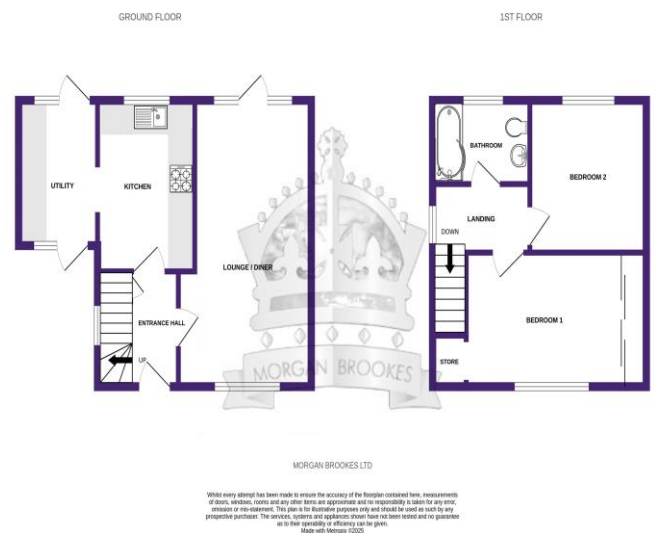 GROUND FLOOR
1ST FLOOR
UTILITY
KITCHEN
LOUNGE / DINER
ENTRANCE HALL
UP
BATHROOM
BEDROOM 2
LANDING
DOWN
BEDROOM 1
STORE
MORGAN BROOKES
MORGAN BROOKES LTD
Whilst every attempt has been made to ensure the accuracy of the floorplan contained here, measurements
of doors, windows, rooms and any other items are approximate and no responsibility is taken for any error,
omission or mis-statement. This plan is for illustrative purposes only and should be used as such by any
prospective purchaser. The services, systems and appliances shown have not been tested and no guarantee
as to their operability or efficiency can be given.
Made with Metropix ©2025